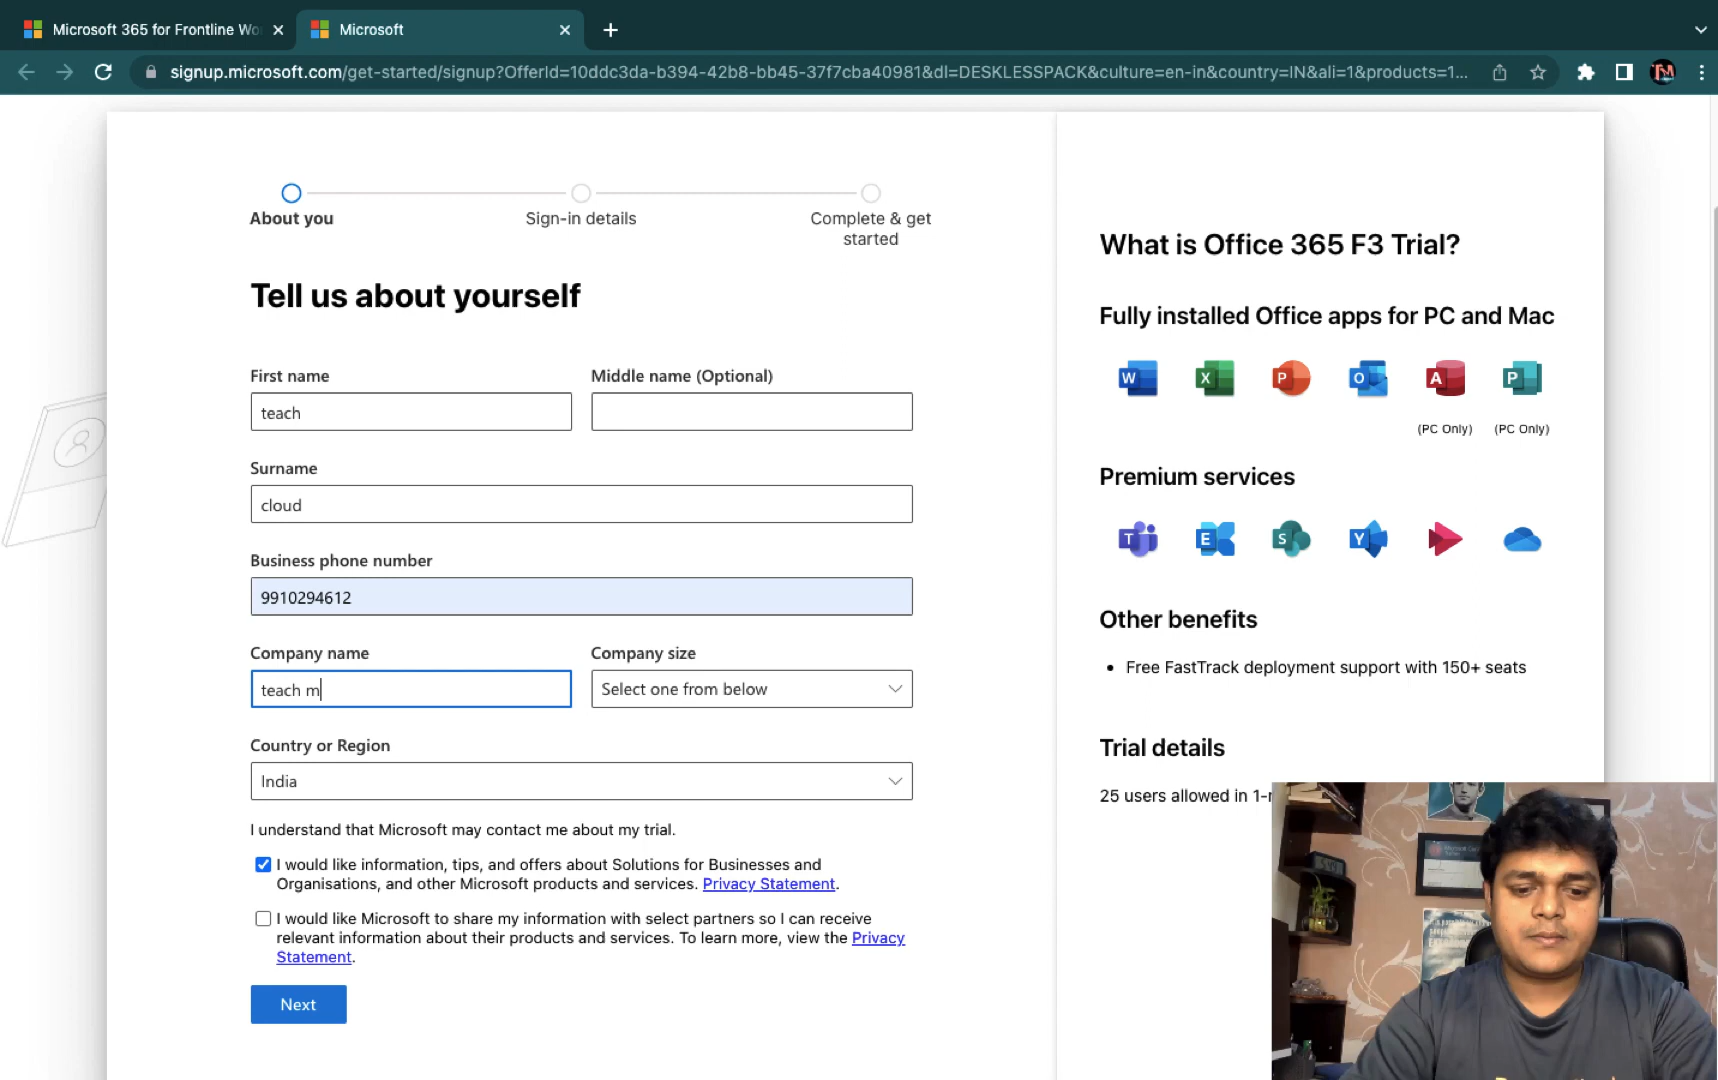 Microsoft 365 for Frontline Wo
Microsoft
signup.microsoft.com/get-started/signup?OfferId=10ddc3da-b394-42b8-bb45-37f7cba40981&dl=DESKLESSPACK&culture=en-in&country=IN&ali=1&products=1...
About you
Sign-in details
Complete & get
started
Tell us about yourself
First name
Middle name (Optional)
teach
Surname
cloud
Business phone number
9910294612
Company name
Company size
teach m
Select one from below
Country or Region
India
I understand that Microsoft may contact me about my trial.
I would like information, tips, and offers about Solutions for Businesses and
Organisations, and other Microsoft products and services. Privacy Statement.
I would like Microsoft to share my information with select partners so I can receive
relevant information about their products and services. To learn more, view the Privacy
Statement.
Next
What is Office 365 F3 Trial?
Fully installed Office apps for PC and Mac
W X P O A P
(PC Only) (PC Only)
Premium services
T E S Y
Other benefits
• Free FastTrack deployment support with 150+ seats
Trial details
25 users allowed in 1-